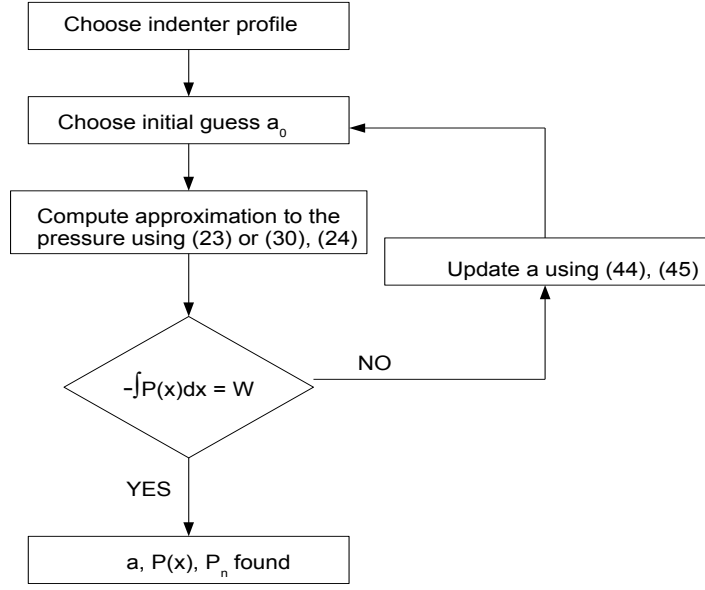 Choose indenter profile
Choose initial guess a₀
Compute approximation to the
pressure using (23) or (30), (24)
Update a using (44), (45)
-∫P(x)dx = W
NO
YES
a, P(x), Pₙ found